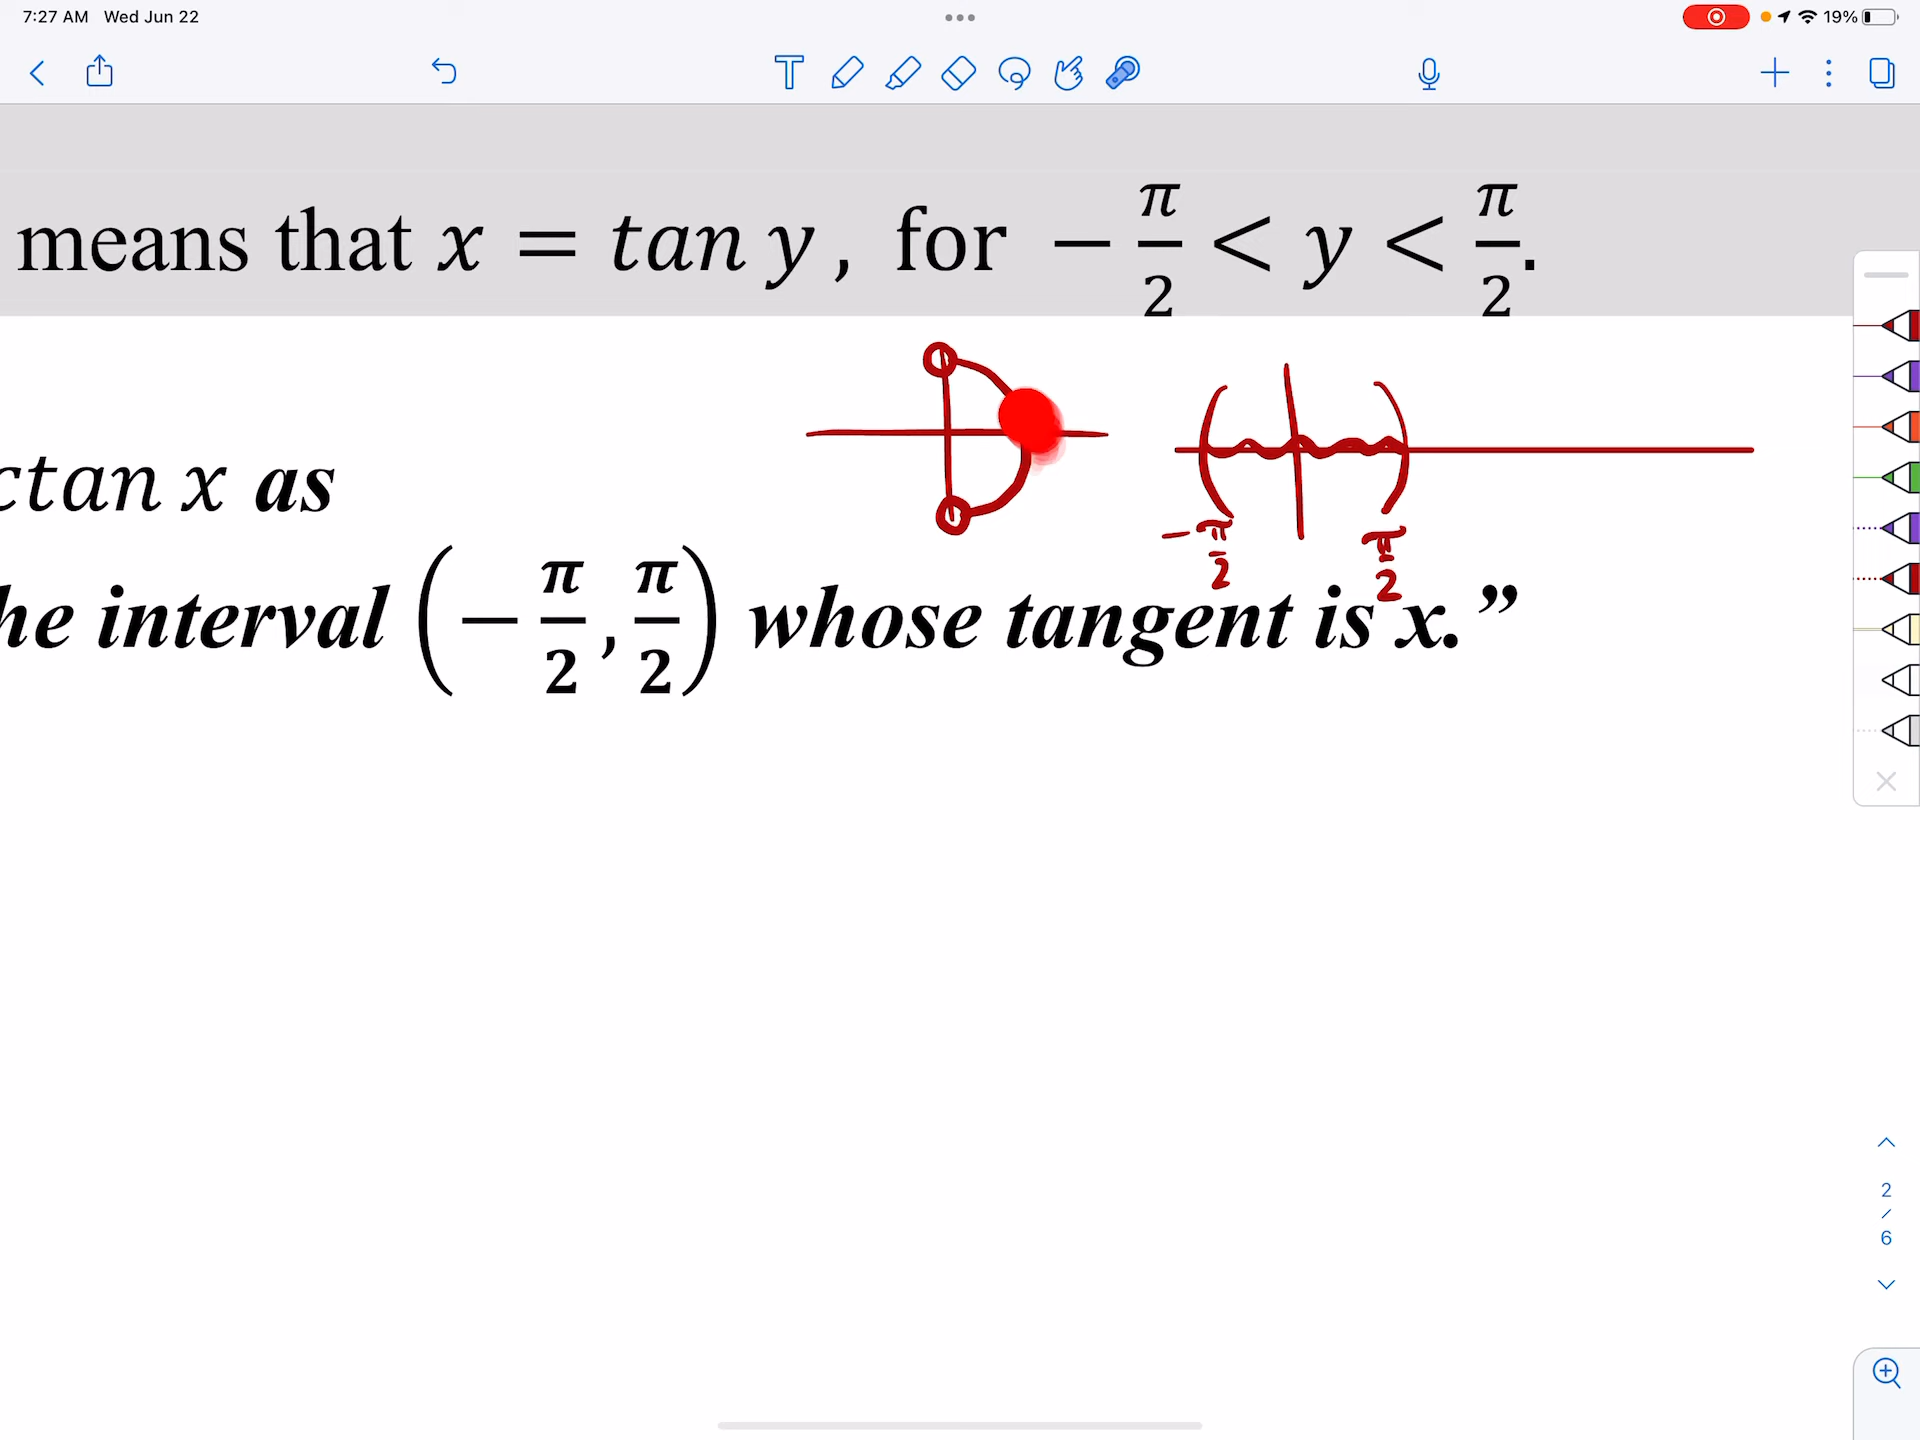 7:27 AM Wed Jun 22
19%
means that x = tan y, for −π/2 < y < π/2.
ctan x as
−π/2 π/2
he interval (−π/2, π/2) whose tangent is x.”
2
/
6